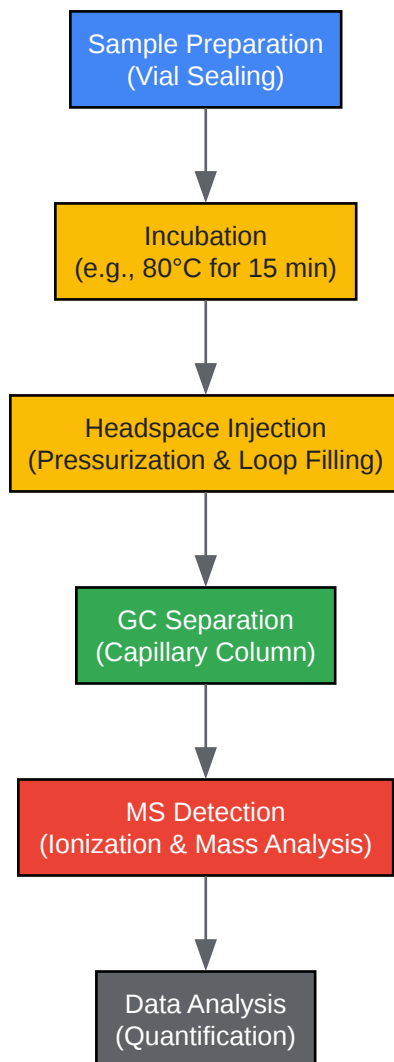 Sample Preparation
(Vial Sealing)
Incubation
(e.g., 80°C for 15 min)
Headspace Injection
(Pressurization & Loop Filling)
GC Separation
(Capillary Column)
MS Detection
(Ionization & Mass Analysis)
Data Analysis
(Quantification)